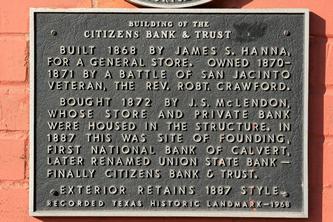 BUILDING OF THE
CITIZENS BANK & TRUST
BUILT 1868 BY JAMES S. HANNA,
FOR A GENERAL STORE. OWNED 1870-
1871 BY A BATTLE OF SAN JACINTO
VETERAN, THE REV. ROBT. CRAWFORD.
BOUGHT 1872 BY J.S. McLENDON,
WHOSE STORE AND PRIVATE BANK
WERE HOUSED IN THE STRUCTURE. IN
1887 THIS WAS SITE OF FOUNDING,
FIRST NATIONAL BANK OF CALVERT,
LATER RENAMED UNION STATE BANK—
FINALLY CITIZENS BANK & TRUST.
EXTERIOR RETAINS 1887 STYLE.
RECORDED TEXAS HISTORIC LANDMARK—1968